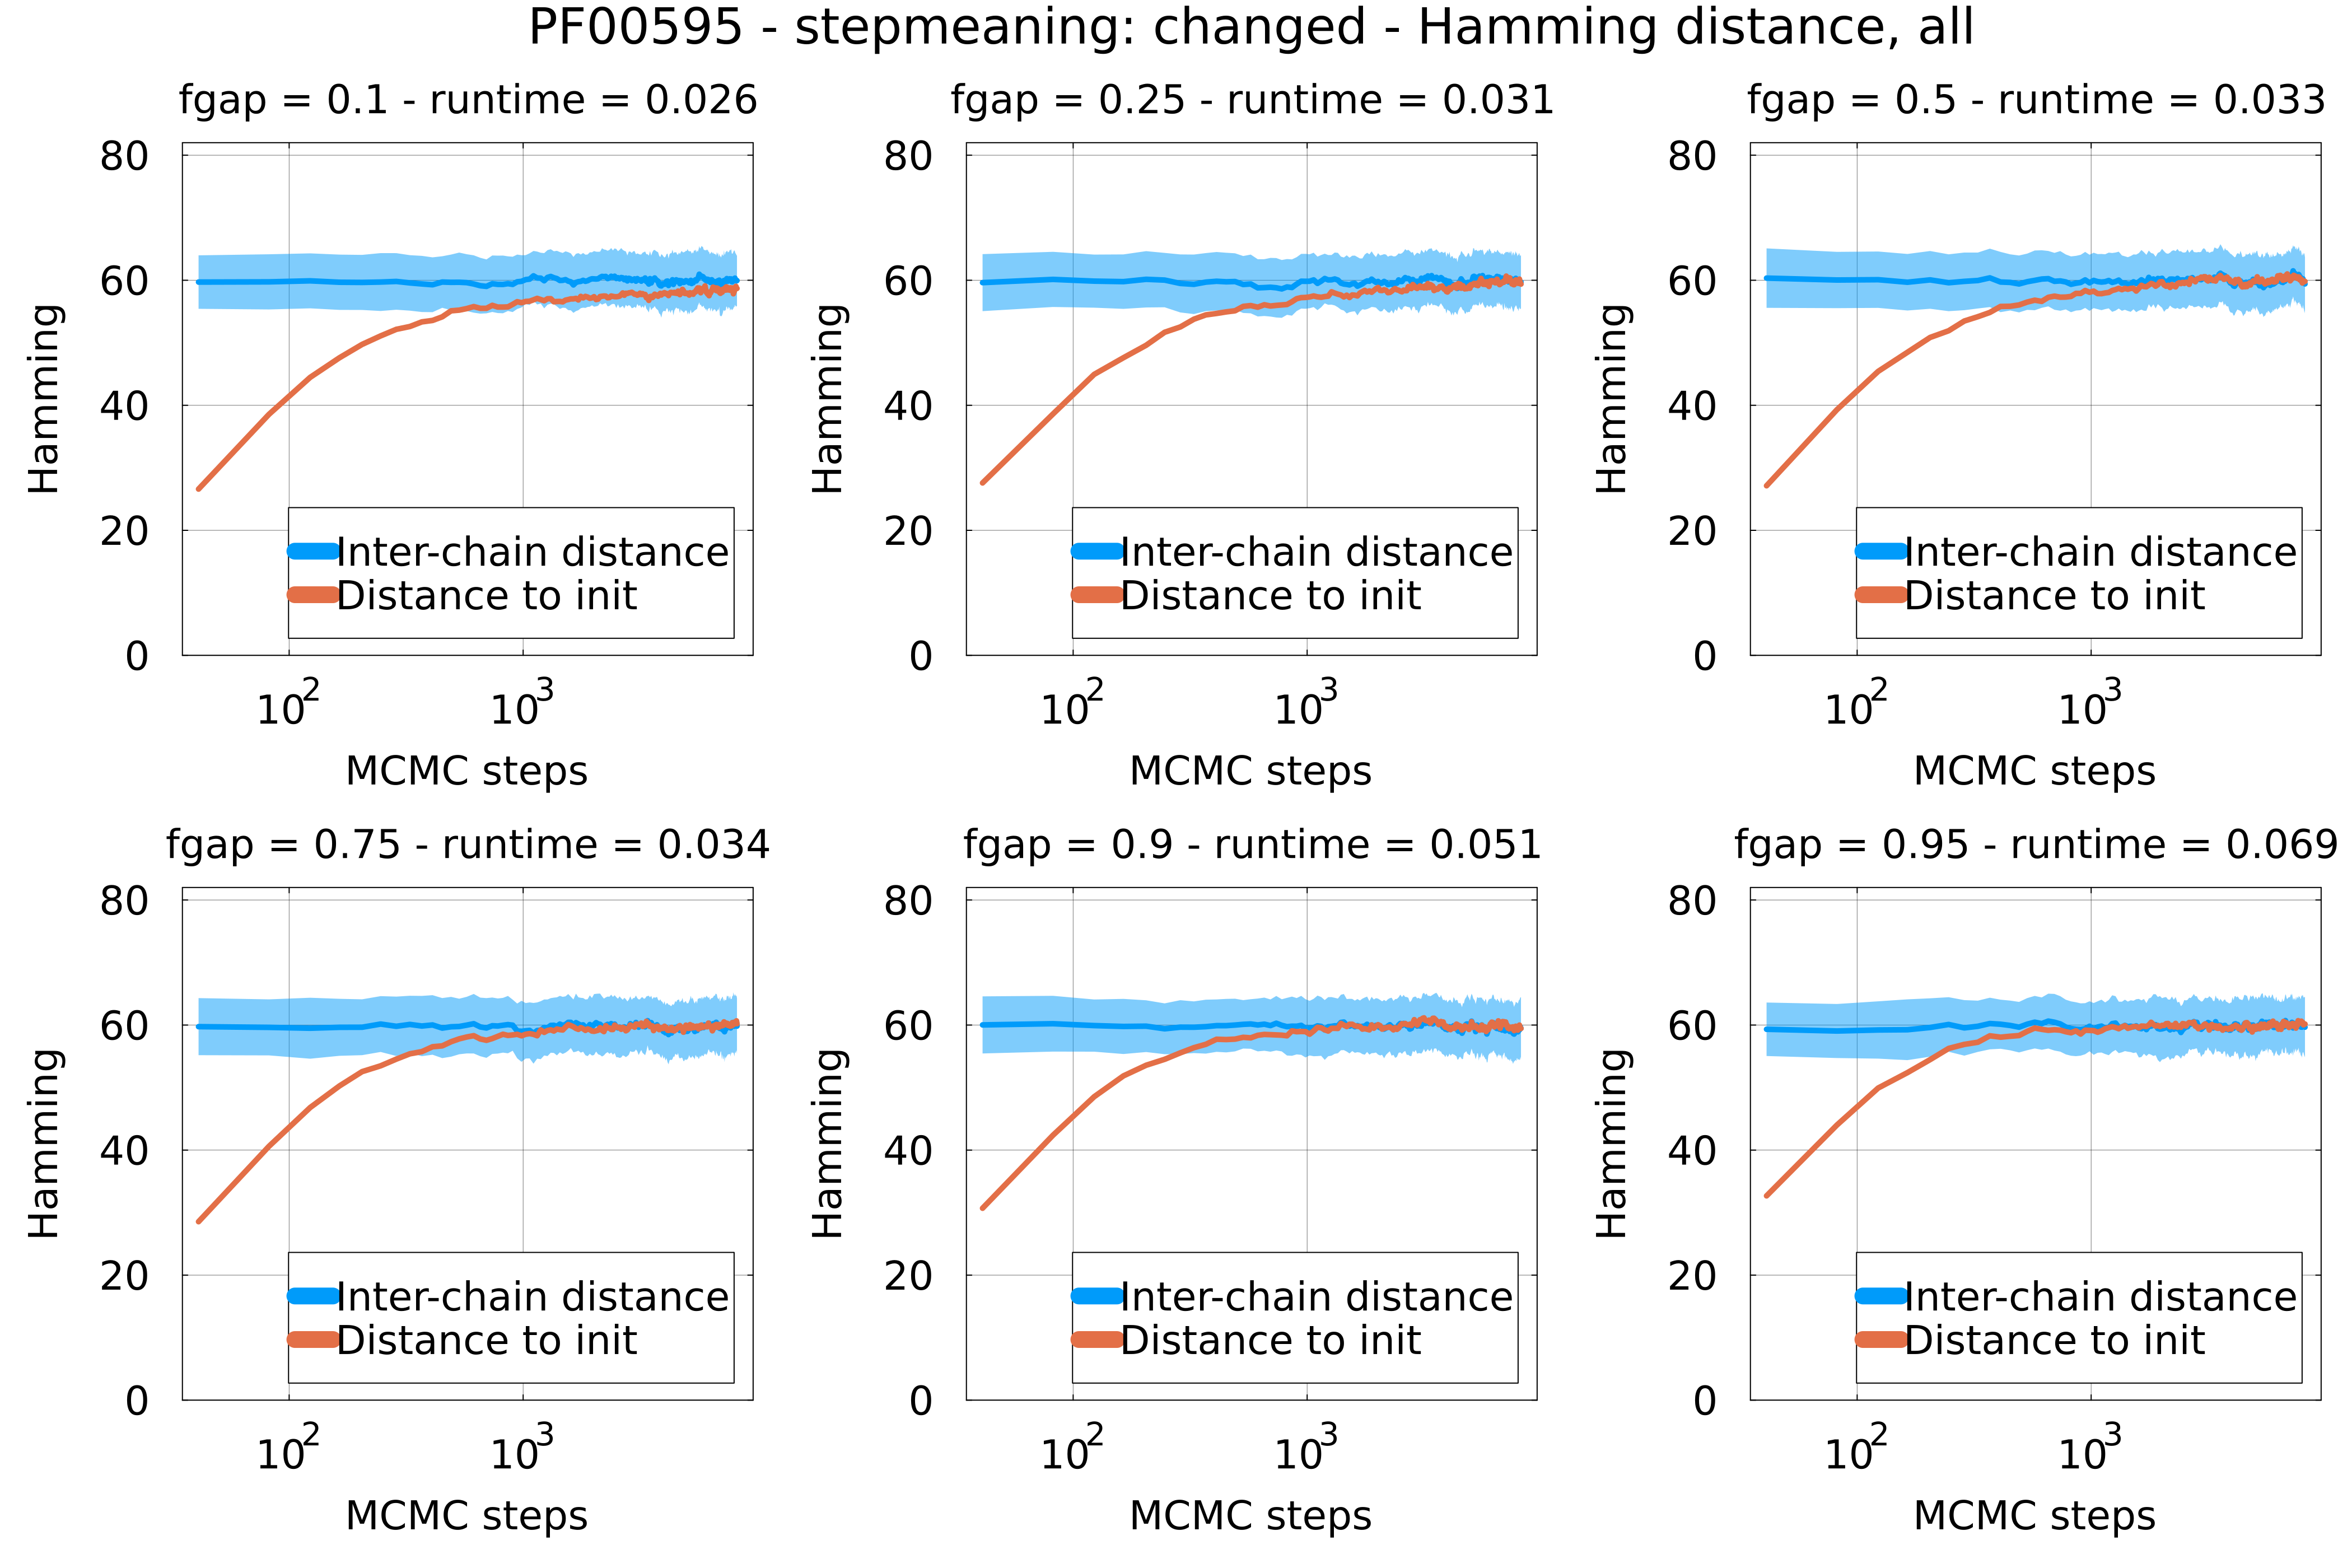 PF00595 - stepmeaning: changed - Hamming distance, all
fgap = 0.1 - runtime = 0.026
80
60
40
20
0
Hamming
Inter-chain distance
Distance to init
10^2
10^3
MCMC steps
fgap = 0.25 - runtime = 0.031
80
60
40
20
0
Hamming
Inter-chain distance
Distance to init
10^2
10^3
MCMC steps
fgap = 0.5 - runtime = 0.033
80
60
40
20
0
Hamming
Inter-chain distance
Distance to init
10^2
10^3
MCMC steps
fgap = 0.75 - runtime = 0.034
80
60
40
20
0
Hamming
Inter-chain distance
Distance to init
10^2
10^3
MCMC steps
fgap = 0.9 - runtime = 0.051
80
60
40
20
0
Hamming
Inter-chain distance
Distance to init
10^2
10^3
MCMC steps
fgap = 0.95 - runtime = 0.069
80
60
40
20
0
Hamming
Inter-chain distance
Distance to init
10^2
10^3
MCMC steps